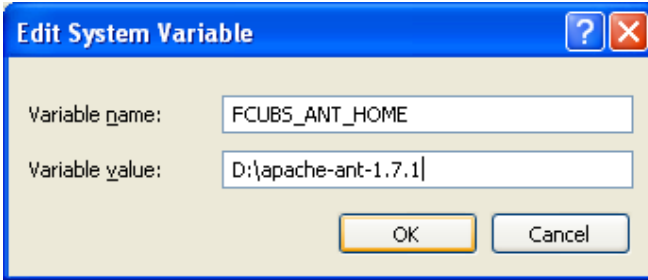 Edit System Variable
Variable name: FCUBS_ANT_HOME
Variable value: D:\apache-ant-1.7.1
OK Cancel